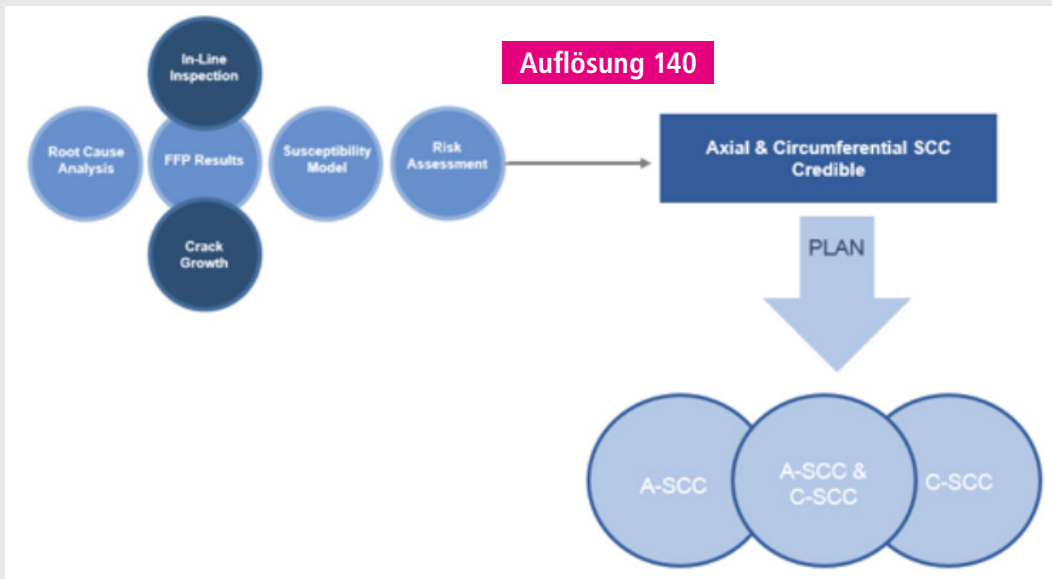 In-Line
Inspection
Auflösung 140
Root Cause
Analysis
FFP Results
Susceptibility
Model
Risk
Assessment
Axial & Circumferential SCC
Credible
Crack
Growth
PLAN
A-SCC
A-SCC &
C-SCC
C-SCC